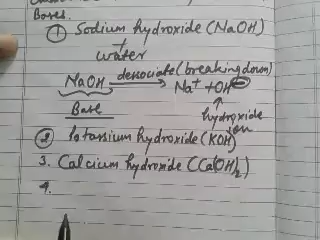 Bases.
① Sodium hydroxide (NaOH)
+
water
NaOH dessociate (breaking down) → Na⁺ + OH⁻
Base
hydroxide
ion
② Potassium hydroxide (KOH)
3. Calcium hydroxide (Ca(OH)₂)
4.